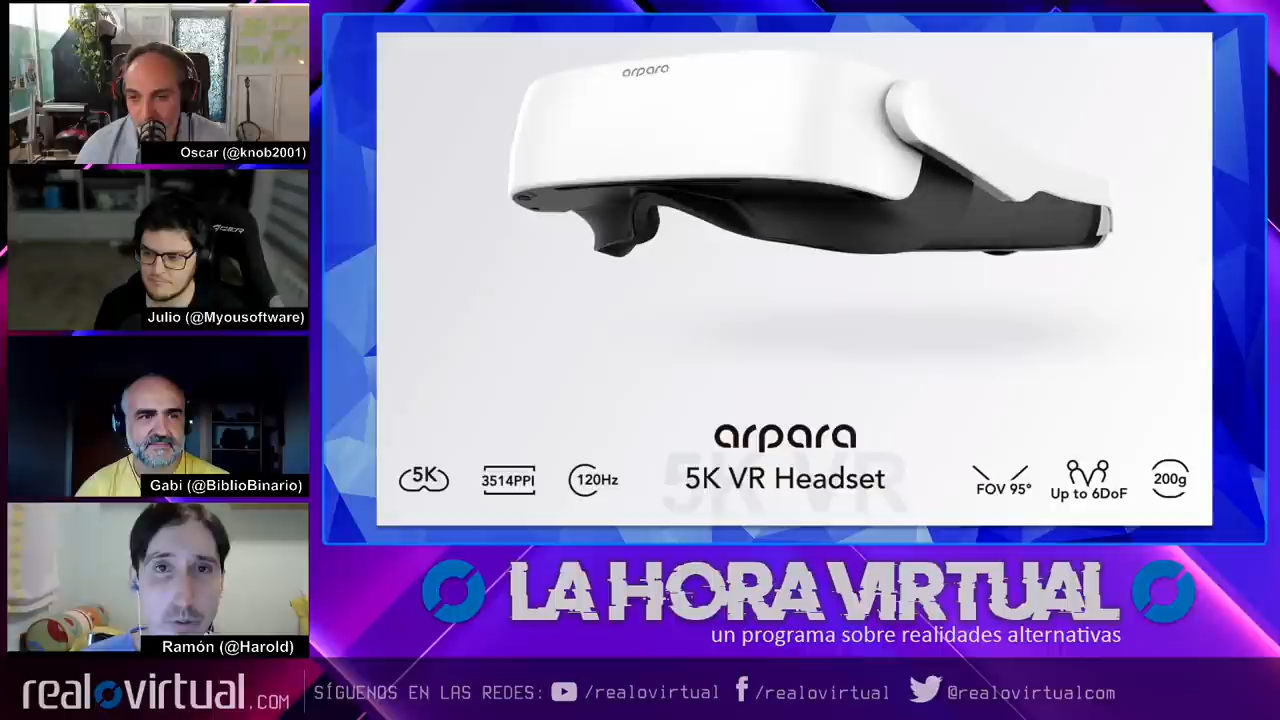 Oscar (@knob2001)
Julio (@Myousoftware)
Gabi (@BiblioBinario)
Ramón (@Harold)
arpara
arpara
5K VR Headset
5K
3514PPI
120Hz
FOV 95°
Up to 6DoF
200g
5K VR
LA HORA VIRTUAL
un programa sobre realidades alternativas
realovirtual.com
SÍGUENOS EN LAS REDES: /realovirtual /realovirtual @realovirtualcom